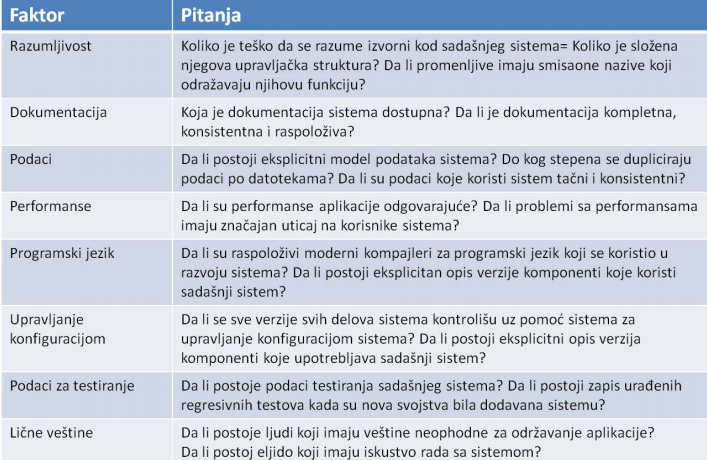 Faktor Pitanja
Razumljivost Koliko je teško da se razume izvorni kod sadašnjeg sistema= Koliko je složena
njegova upravljačka struktura? Da li promenljive imaju smisaone nazive koji
odražavaju njihovu funkciju?
Dokumentacija Koja je dokumentacija sistema dostupna? Da li je dokumentacija kompletna,
konsistentna i raspoloživa?
Podaci Da li postoji eksplicitni model podataka sistema? Do kog stepena se dupliciraju
podaci po datotekama? Da li su podaci koje koristi sistem tačni i konsistentni?
Performanse Da li su performanse aplikacije odgovarajuće? Da li problemi sa performansama
imaju značajan uticaj na korisnike sistema?
Programski jezik Da li su raspoloživi moderni kompajleri za programski jezik koji se koristio u
razvoju sistema? Da li postoji eksplicitan opis verzije komponenti koje koristi
sadašnji sistem?
Upravljanje Da li se sve verzije svih delova sistema kontrolišu uz pomoć sistema za
konfiguracijom upravljanje konfiguracijom sistema? Da li postoji eksplicitni opis verzija
komponenti koje upotrebljava sadašnji sistem?
Podaci za testiranje Da li postoje podaci testiranja sadašnjeg sistema? Da li postoji zapis urađenih
regresivnih testova kada su nova svojstva bila dodavana sistemu?
Lične veštine Da li postoje ljudi koji imaju veštine neophodne za održavanje aplikacije?
Da li postoj eljido koji imaju iskustvo rada sa sistemom?